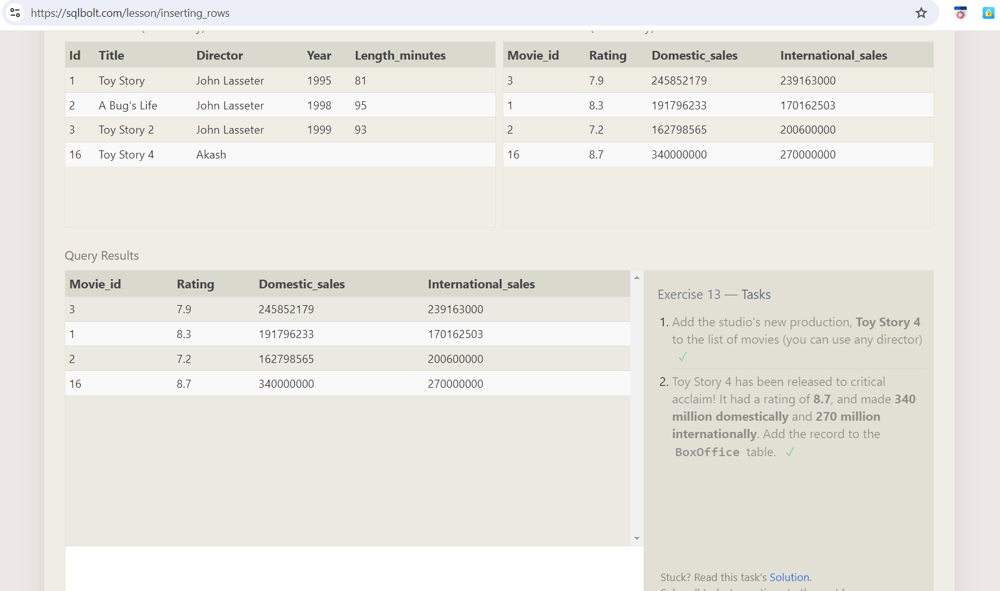 https://sqlbolt.com/lesson/inserting_rows
Id Title Director Year Length_minutes
1 Toy Story John Lasseter 1995 81
2 A Bug's Life John Lasseter 1998 95
3 Toy Story 2 John Lasseter 1999 93
16 Toy Story 4 Akash
Movie_id Rating Domestic_sales International_sales
3 7.9 245852179 239163000
1 8.3 191796233 170162503
2 7.2 162798565 200600000
16 8.7 340000000 270000000
Query Results
Movie_id Rating Domestic_sales International_sales
3 7.9 245852179 239163000
1 8.3 191796233 170162503
2 7.2 162798565 200600000
16 8.7 340000000 270000000
Exercise 13 — Tasks
1. Add the studio's new production, Toy Story 4
to the list of movies (you can use any director)
✓
2. Toy Story 4 has been released to critical
acclaim! It had a rating of 8.7, and made 340
million domestically and 270 million
internationally. Add the record to the
BoxOffice table. ✓
Stuck? Read this task's Solution.